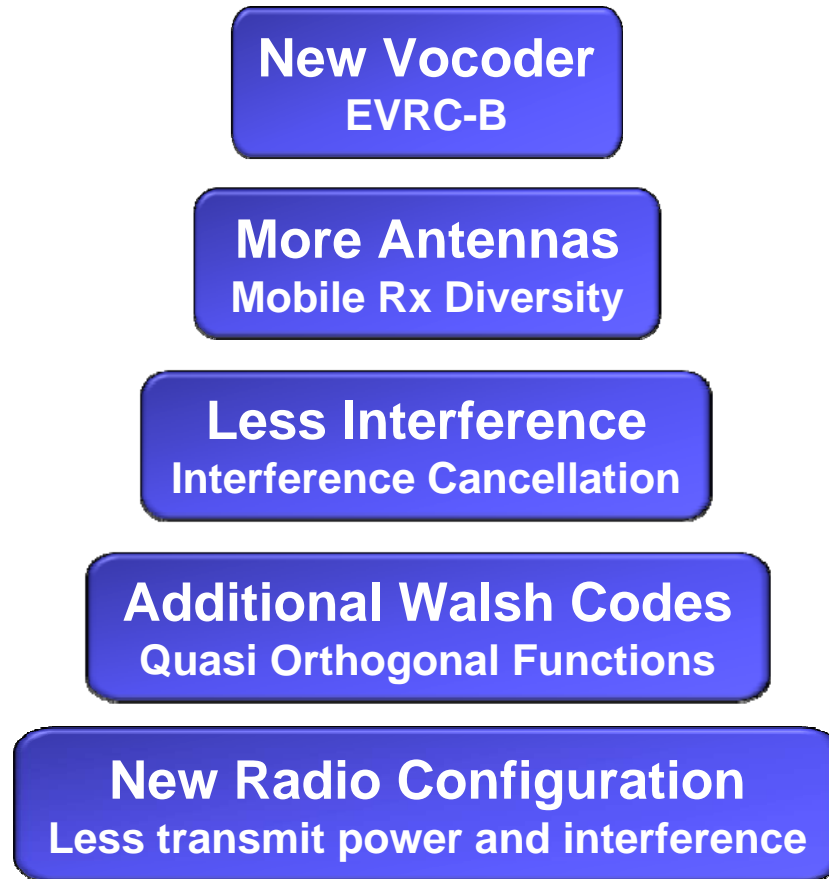 New Vocoder
EVRC-B
More Antennas
Mobile Rx Diversity
Less Interference
Interference Cancellation
Additional Walsh Codes
Quasi Orthogonal Functions
New Radio Configuration
Less transmit power and interference